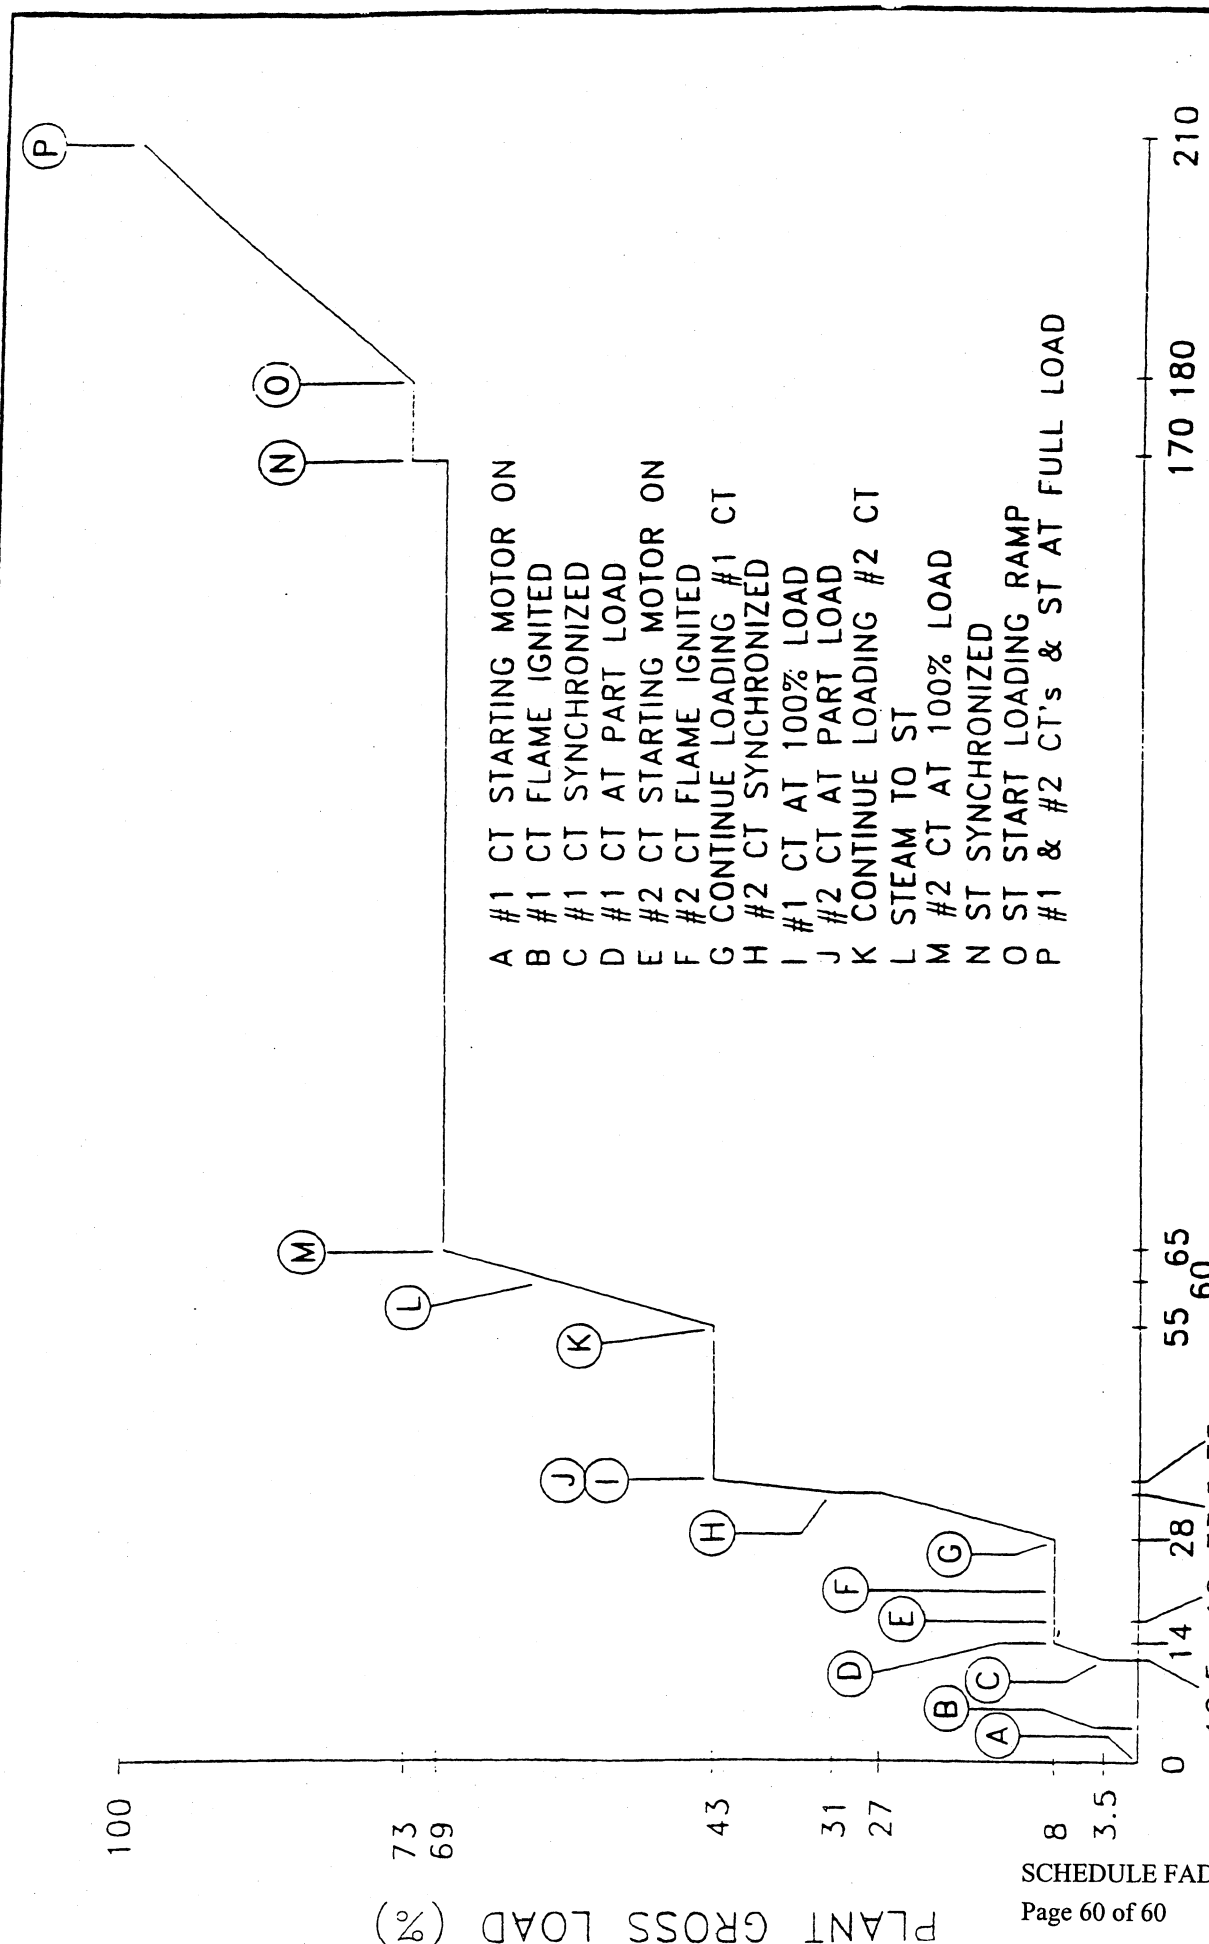 PLANT GROSS LOAD (%)
100
73
69
43
31
27
8
3.5
P
O
N
M
L
K
J
I
H
G
F
E
D
C
B
A
A #1 CT STARTING MOTOR ON
B #1 CT FLAME IGNITED
C #1 CT SYNCHRONIZED
D #1 CT AT PART LOAD
E #2 CT STARTING MOTOR ON
F #2 CT FLAME IGNITED
G CONTINUE LOADING #1 CT
H #2 CT SYNCHRONIZED
I #1 CT AT 100% LOAD
J #2 CT AT PART LOAD
K CONTINUE LOADING #2 CT
L STEAM TO ST
M #2 CT AT 100% LOAD
N ST SYNCHRONIZED
O ST START LOADING RAMP
P #1 & #2 CT's & ST AT FULL LOAD
0 14 28 55 65 170 180 210
60
SCHEDULE FAD
Page 60 of 60